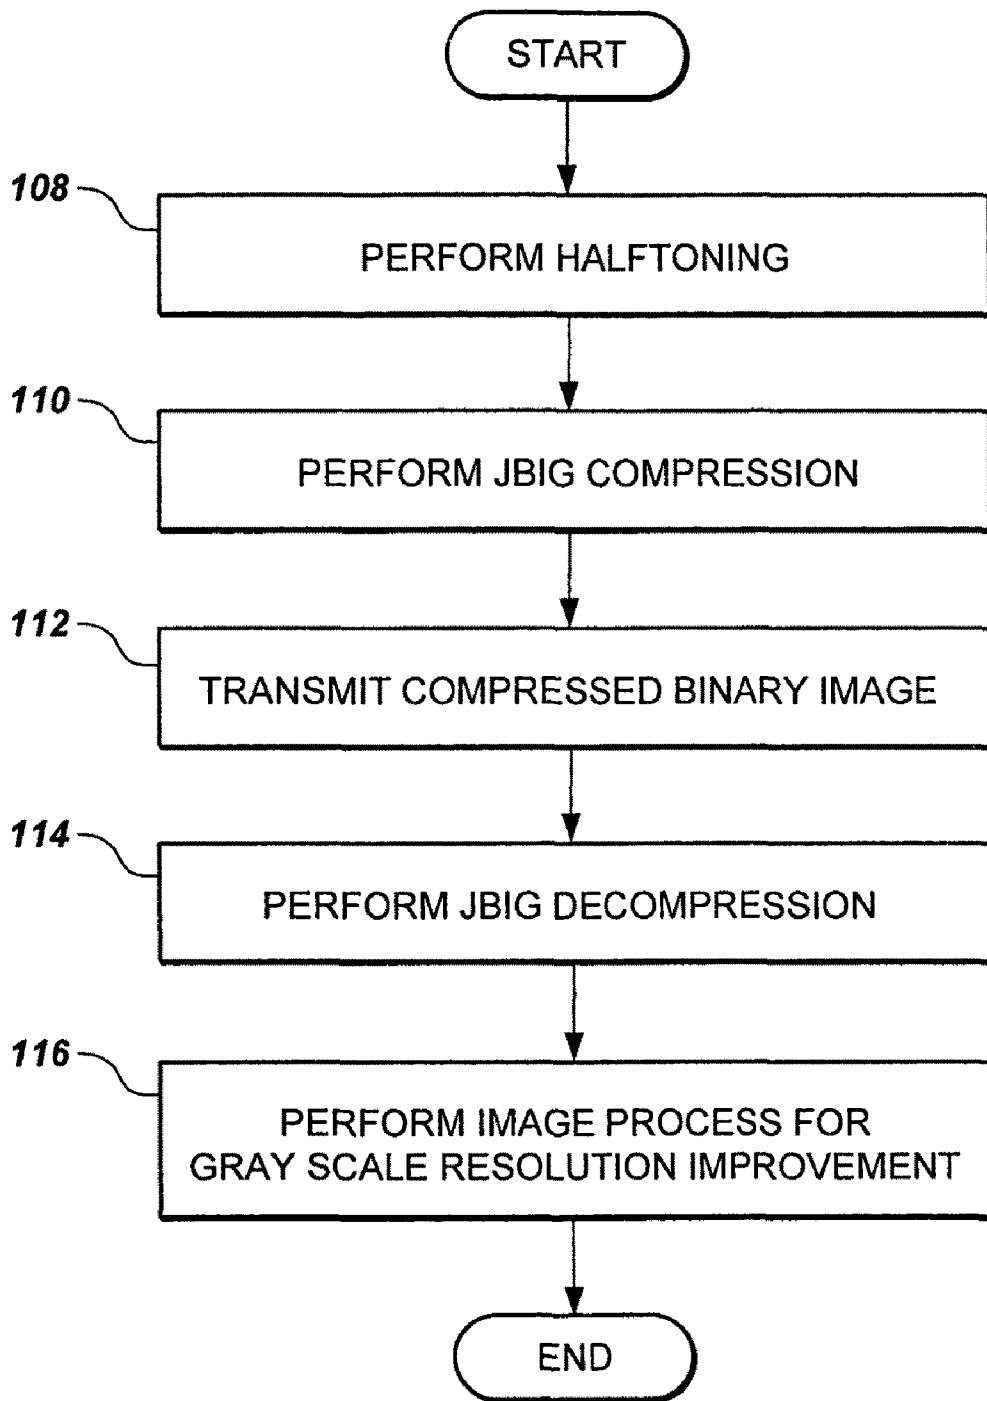 START
108
PERFORM HALFTONING
110
PERFORM JBIG COMPRESSION
112
TRANSMIT COMPRESSED BINARY IMAGE
114
PERFORM JBIG DECOMPRESSION
116
PERFORM IMAGE PROCESS FOR
GRAY SCALE RESOLUTION IMPROVEMENT
END